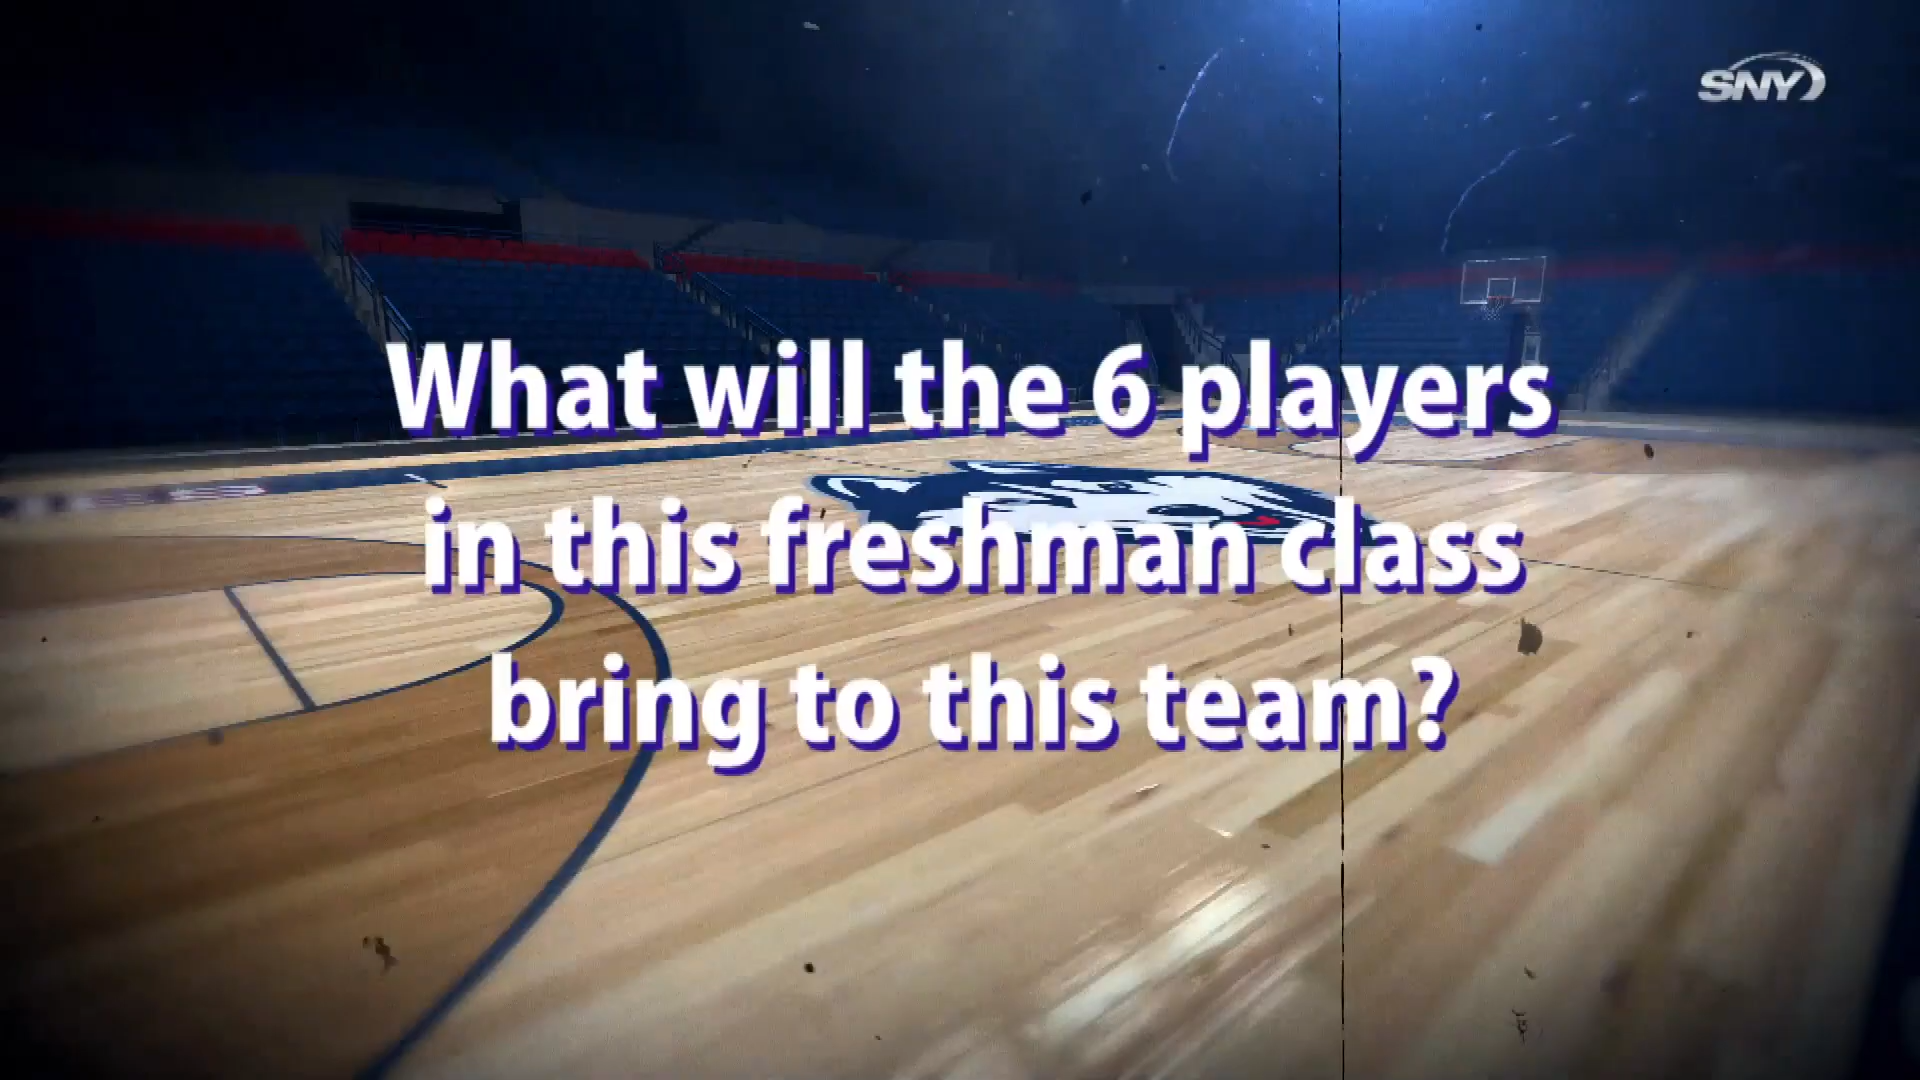 SNY
What will the 6 players
in this freshman class
bring to this team?